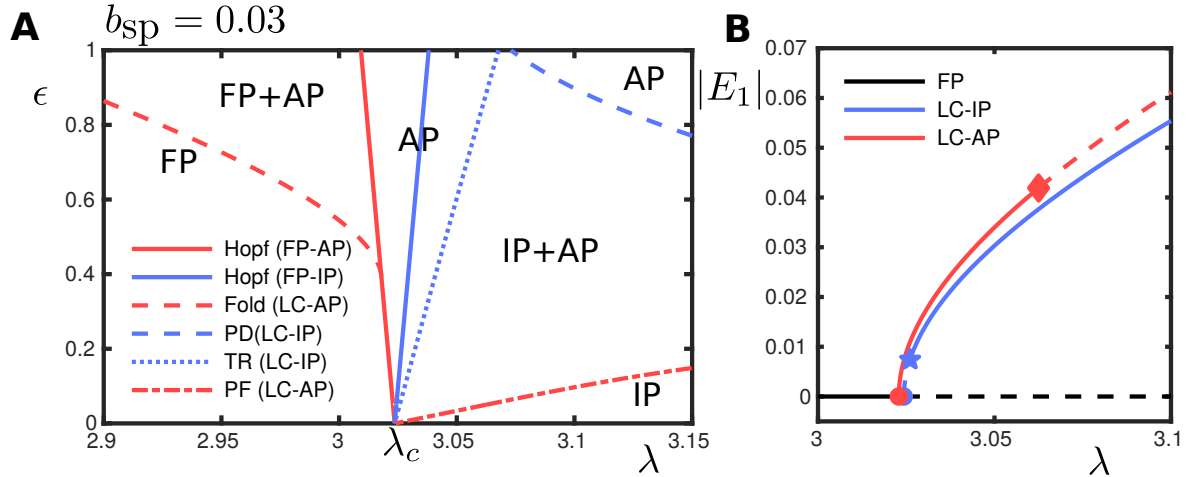 A
b_sp = 0.03
ϵ
1
0.8
0.6
0.4
0.2
0
FP+AP
FP
AP
AP
IP+AP
IP
Hopf (FP-AP)
Hopf (FP-IP)
Fold (LC-AP)
PD(LC-IP)
TR (LC-IP)
PF (LC-AP)
2.9
2.95
3
3.05
3.1
3.15
λ_c
λ
B
|E_1|
0.07
0.06
0.05
0.04
0.03
0.02
0.01
0
FP
LC-IP
LC-AP
3
3.05
3.1
λ